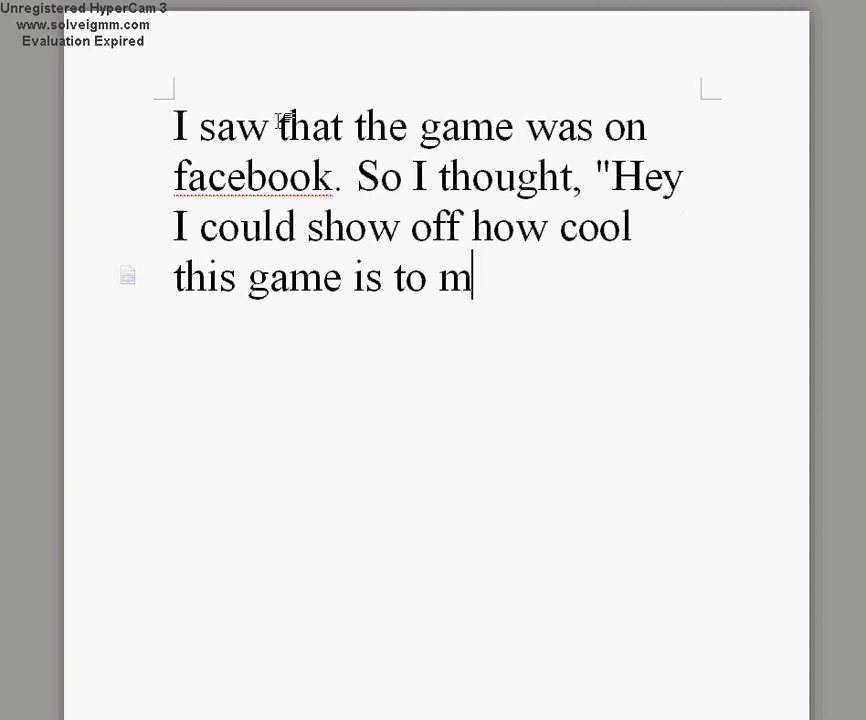 Unregistered HyperCam 3
www.solveigmm.com
Evaluation Expired
I saw that the game was on
facebook. So I thought, "Hey
I could show off how cool
this game is to m